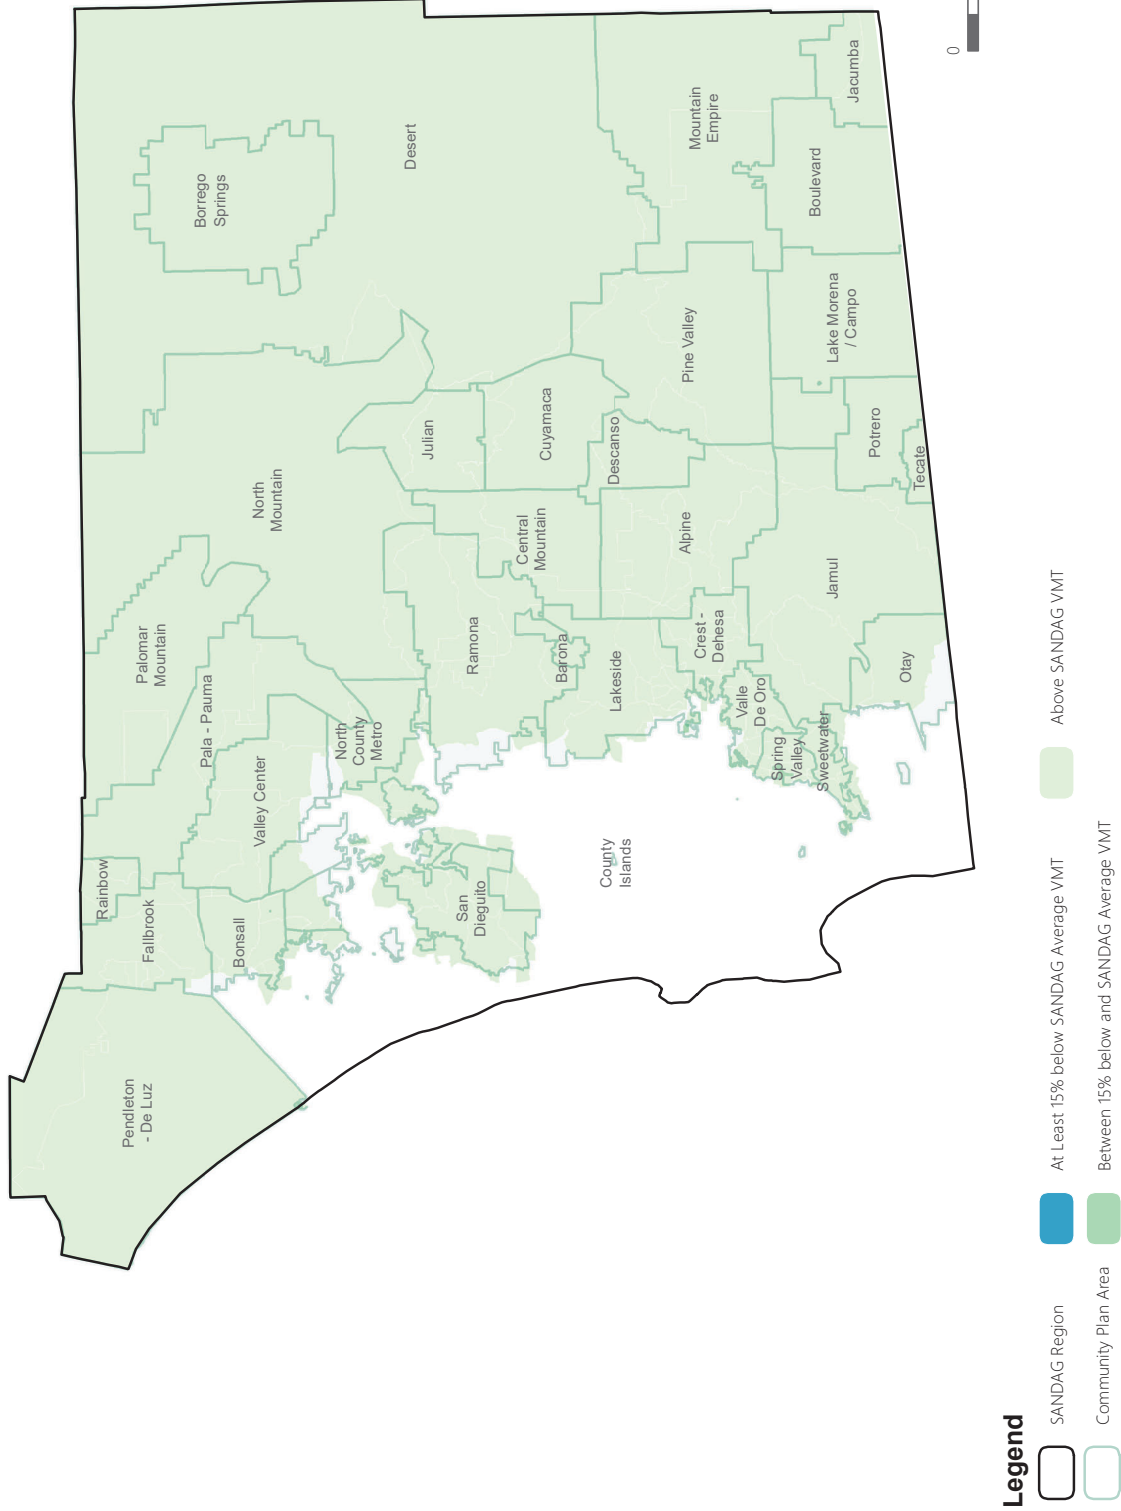 Pendleton
- De Luz
Fallbrook
Rainbow
Bonsall
Valley Center
Pala - Pauma
Palomar
Mountain
North
Mountain
Borrego
Springs
Desert
North
County
Metro
San
Dieguito
Ramona
Julian
Cuyamaca
Central
Mountain
Barona
Descanso
County
Islands
Lakeside
Alpine
Pine Valley
Mountain
Empire
Crest -
Dehesa
Valle
De Oro
Spring
Valley
Sweetwater
Jamul
Otay
Lake Morena
/ Campo
Boulevard
Jacumba
Potrero
Tecate
0
Legend
SANDAG Region
Community Plan Area
At Least 15% below SANDAG Average VMT
Between 15% below and SANDAG Average VMT
Above SANDAG VMT